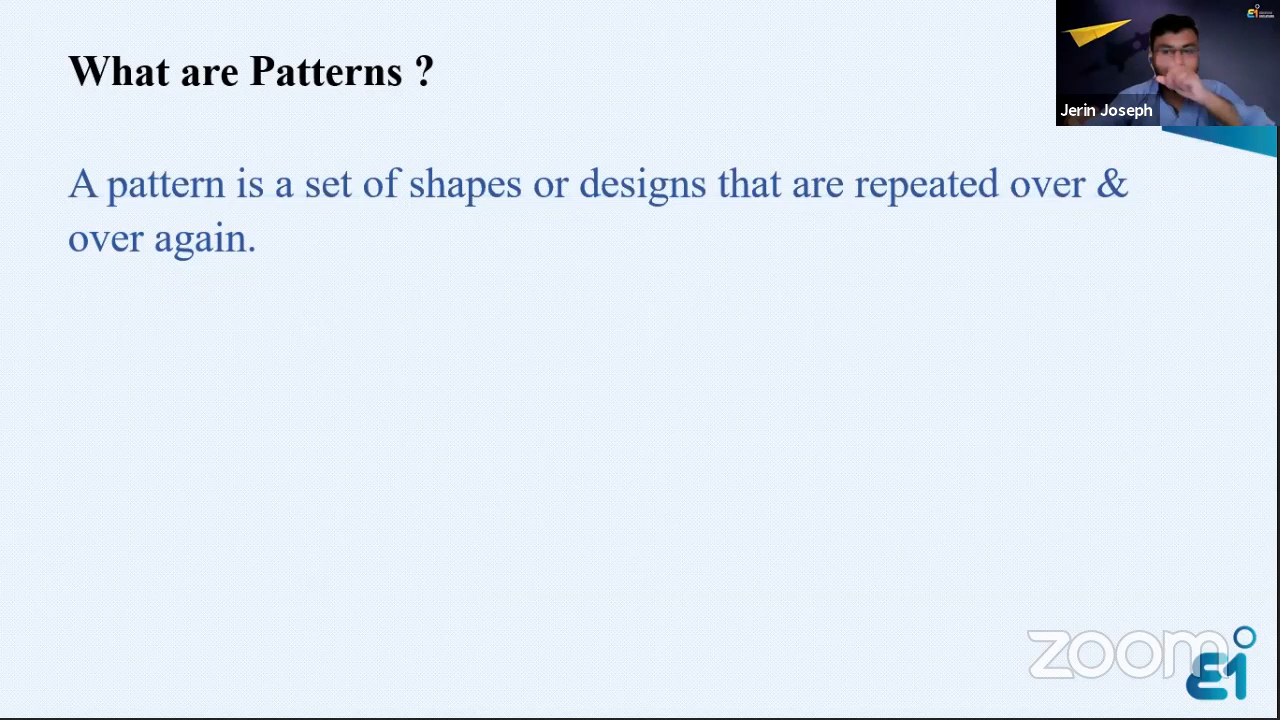 What are Patterns ?
Jerin Joseph
A pattern is a set of shapes or designs that are repeated over &
over again.
zoom
Ei